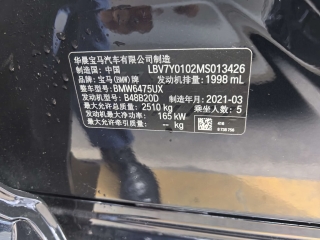 华晨宝马汽车有限公司制造
制造国：中国 LBV7Y0102MS013426
品牌：宝马(BMW)牌 发动机排量：1998 mL
整车型号：BMW6475UX
发动机型号：B48B20D 制造年月：2021-03
最大允许总质量：2510 kg 乘坐人数：5
发动机最大净功率：165 kW
最大允许牵引质量：-- kg